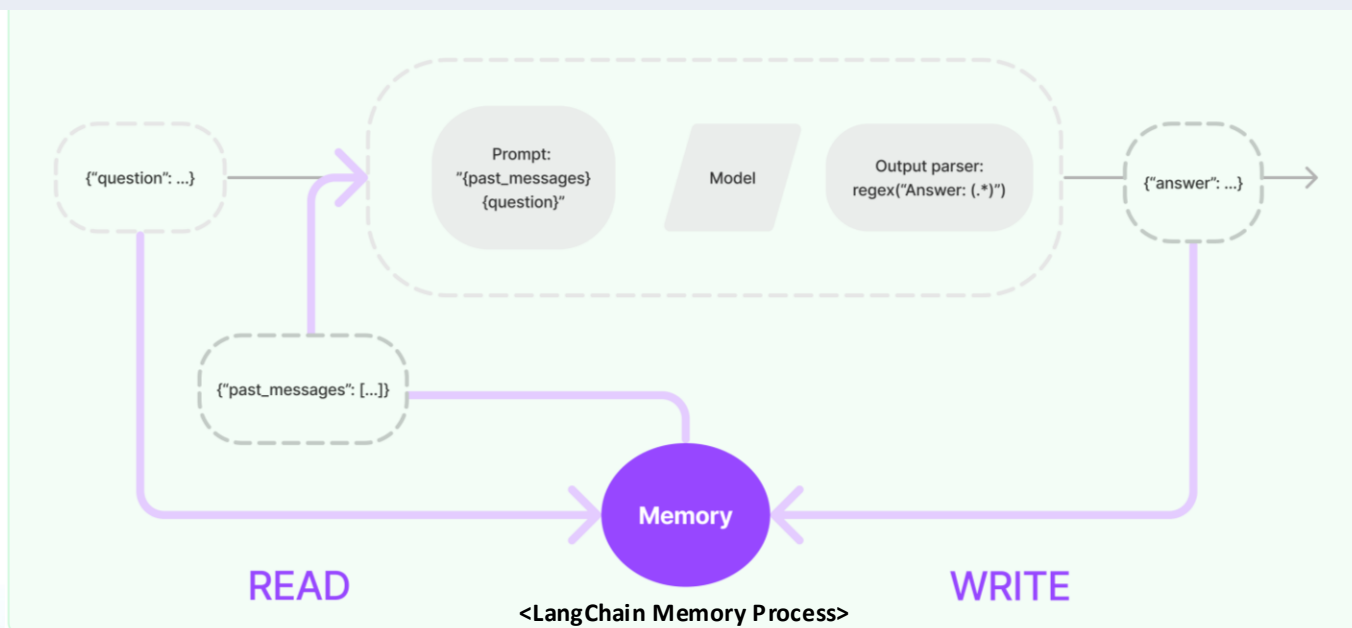 {“question”: ...}
Prompt:
“{past_messages}
{question}”
Model
Output parser:
regex(“Answer: (.*)”)
{“answer”: ...}
{“past_messages”: [...]}
Memory
READ
WRITE
<LangChain Memory Process>